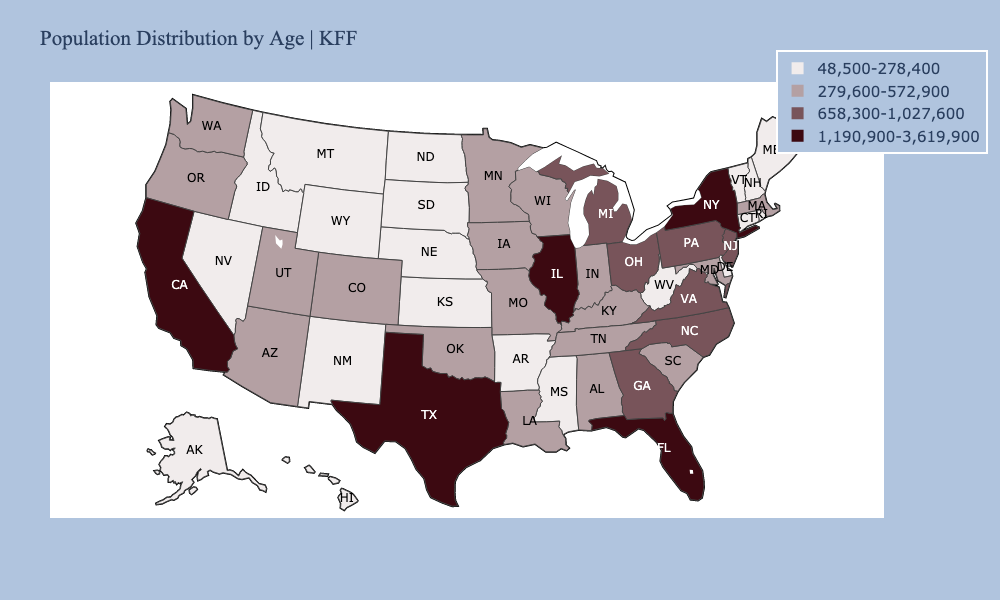 Population Distribution by Age | KFF
48,500-278,400
279,600-572,900
658,300-1,027,600
1,190,900-3,619,900
WA
MT
ND
MN
ME
OR
ID
SD
WI
VT
NH
WY
MI
NY
MA
RI
CT
NV
NE
IA
PA
NJ
UT
CO
IL
IN
OH
MD
DE
CA
KS
MO
WV
VA
KY
AZ
NM
OK
AR
TN
NC
SC
TX
LA
MS
AL
GA
FL
AK
HI